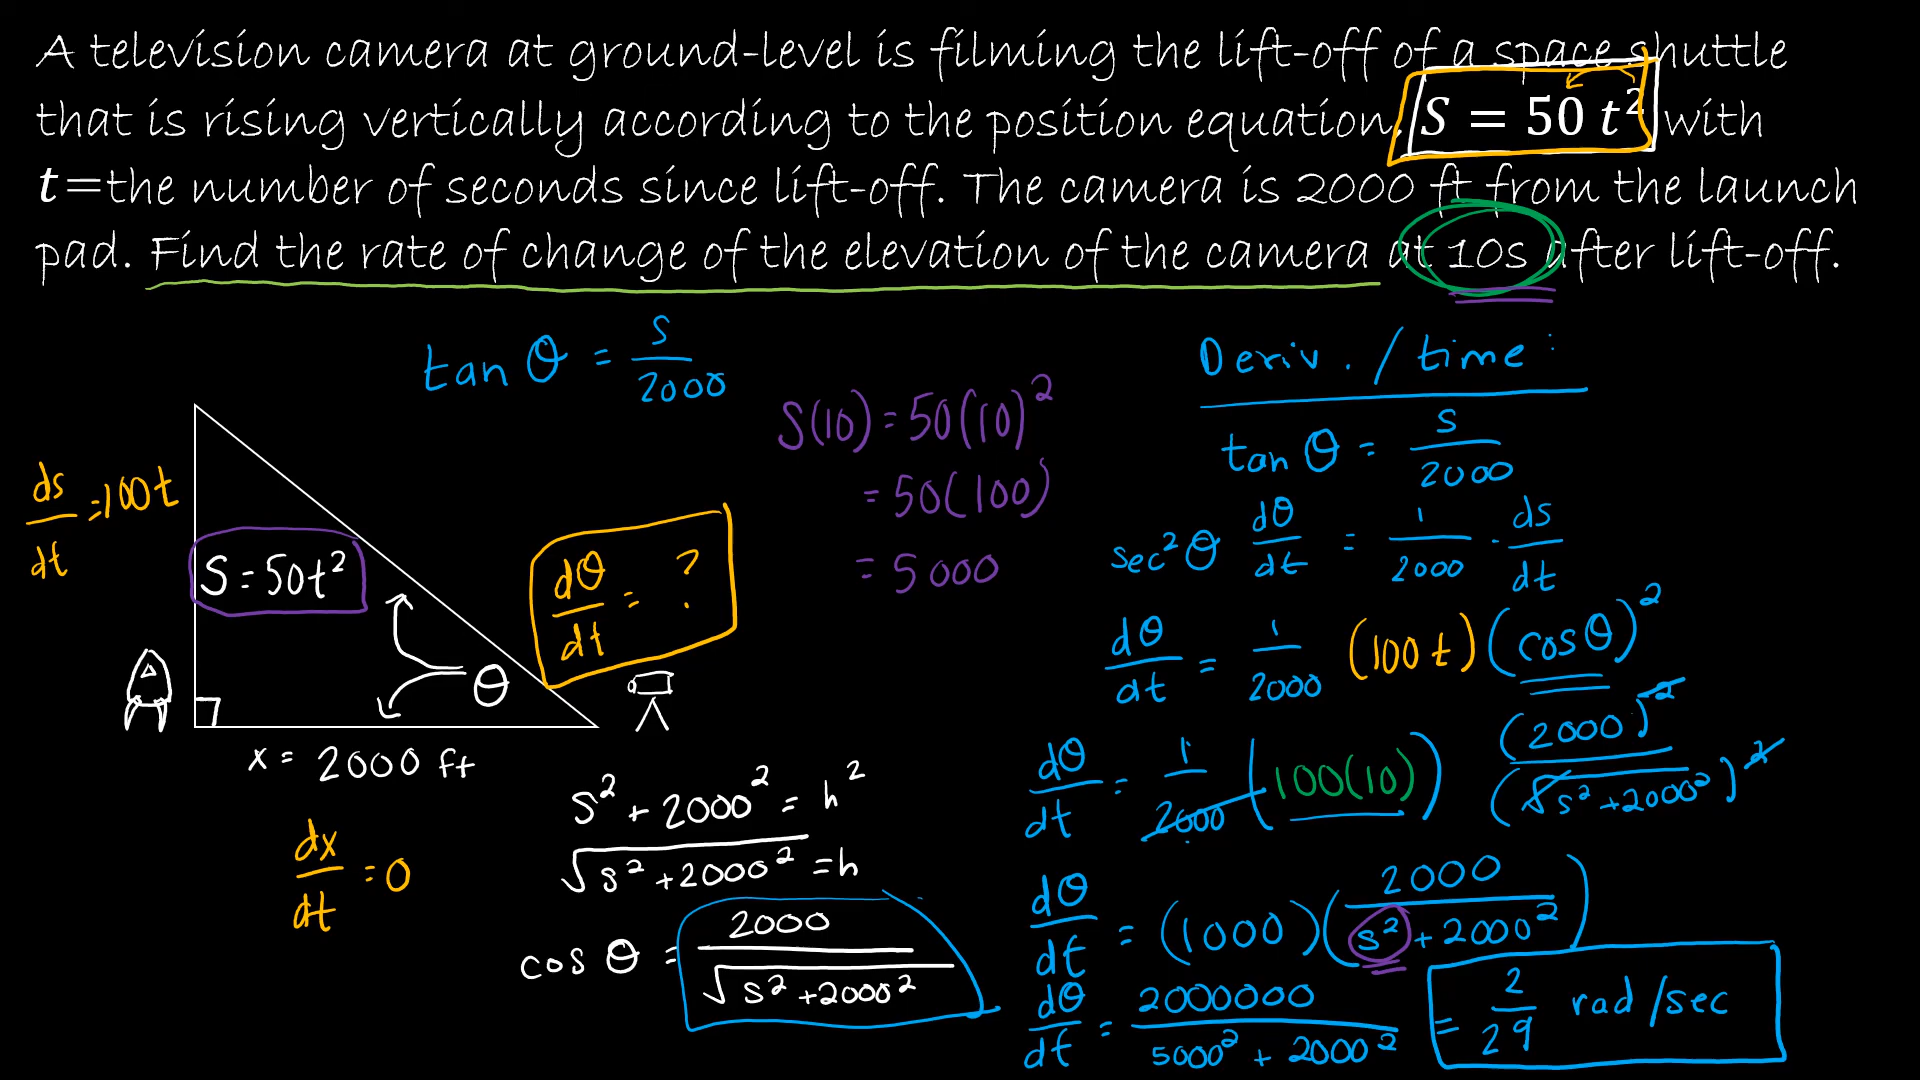 A television camera at ground-level is filming the lift-off of a space shuttle
that is rising vertically according to the position equation, S = 50 t² with
t=the number of seconds since lift-off. The camera is 2000 ft from the launch
pad. Find the rate of change of the elevation of the camera at 10s after lift-off.
tan θ = s/2000
ds/dt = 100t
S = 50t²
θ
x = 2000 ft
dx/dt = 0
dθ/dt = ?
S(10) = 50(10)²
= 50(100)
= 5000
s² + 2000² = h²
√(s² + 2000²) = h
cos θ = 2000/√(s² + 2000²)
Deriv. / time:
tan θ = s/2000
sec² θ dθ/dt = 1/2000 · ds/dt
dθ/dt = 1/2000 (100t) (cos θ)²
dθ/dt = 1/2000 (100(10)) (2000)²/(√s² + 2000²)²
dθ/dt = (1000) (2000/s² + 2000²)
dθ/dt = 2000000/5000² + 2000² = 2/29 rad/sec